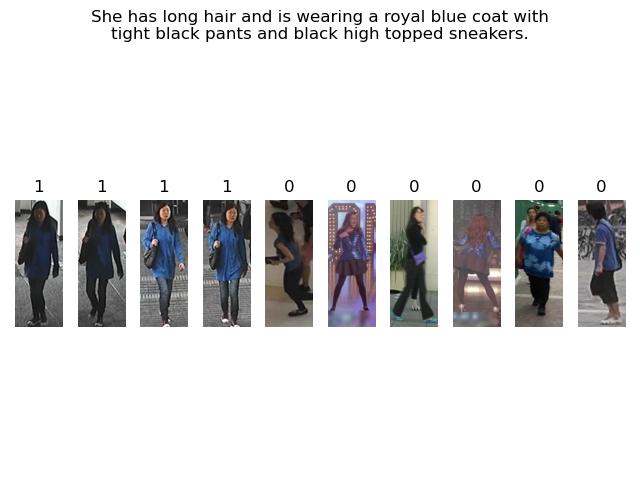 She has long hair and is wearing a royal blue coat with
tight black pants and black high topped sneakers.
1 1 1 1 0 0 0 0 0 0